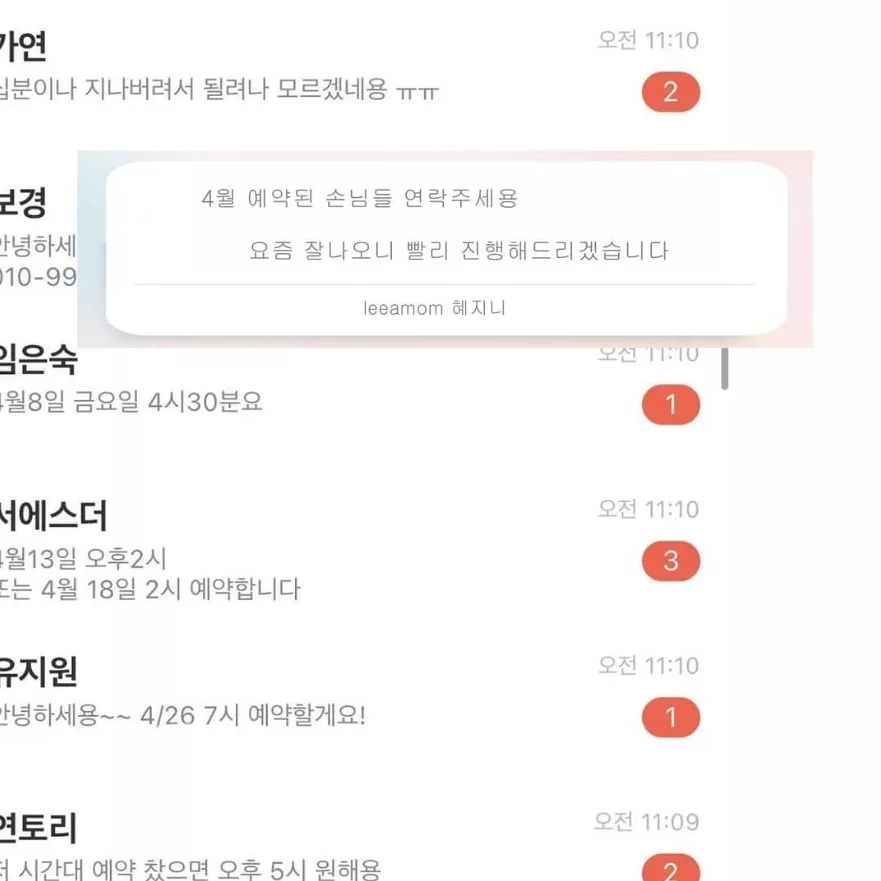 가연
오전 11:10
십분이나 지나버려서 될려나 모르겠네용 ㅠㅠ
2
보경
안녕하세
010-99
4월 예약된 손님들 연락주세용
요즘 잘나오니 빨리 진행해드리겠습니다
leeamom 혜지니
임은숙
오전 11:10
4월8일 금요일 4시30분요
1
서에스더
오전 11:10
4월13일 오후2시
3
또는 4월 18일 2시 예약합니다
유지원
오전 11:10
안녕하세용~~ 4/26 7시 예약할게요!
1
연토리
오전 11:09
저 시간대 예약 찼으면 오후 5시 원해용
2